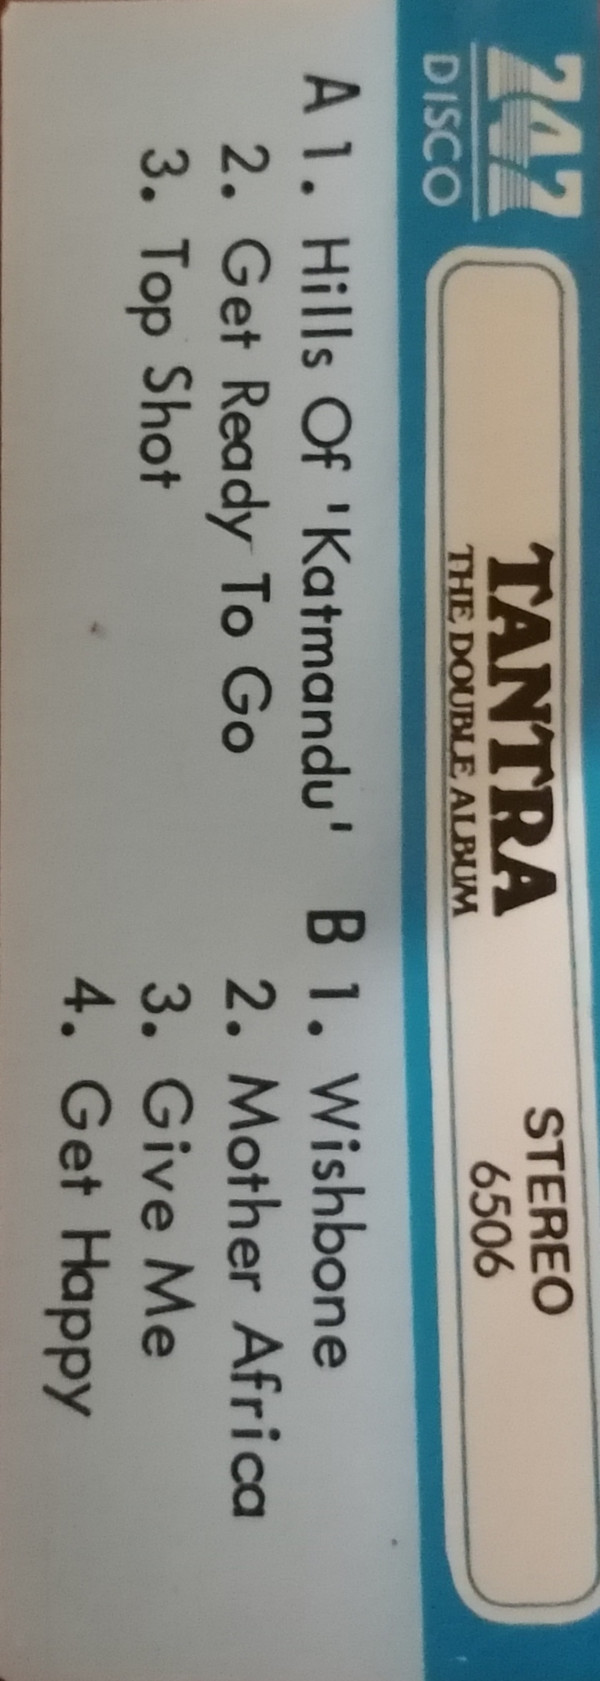 747
DISCO
TANTRA
THE DOUBLE ALBUM
STEREO
6506
A 1. Hills Of 'Katmandu'
2. Get Ready To Go
3. Top Shot
B 1. Wishbone
2. Mother Africa
3. Give Me
4. Get Happy